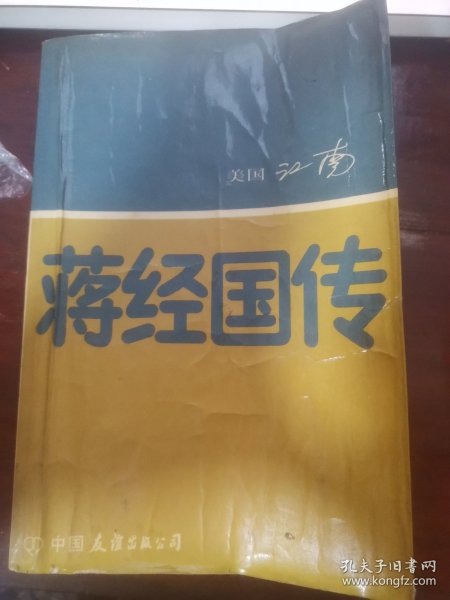 美国 江南
蒋经国传
中国友谊出版公司
孔夫子旧书网
www.kongfz.com